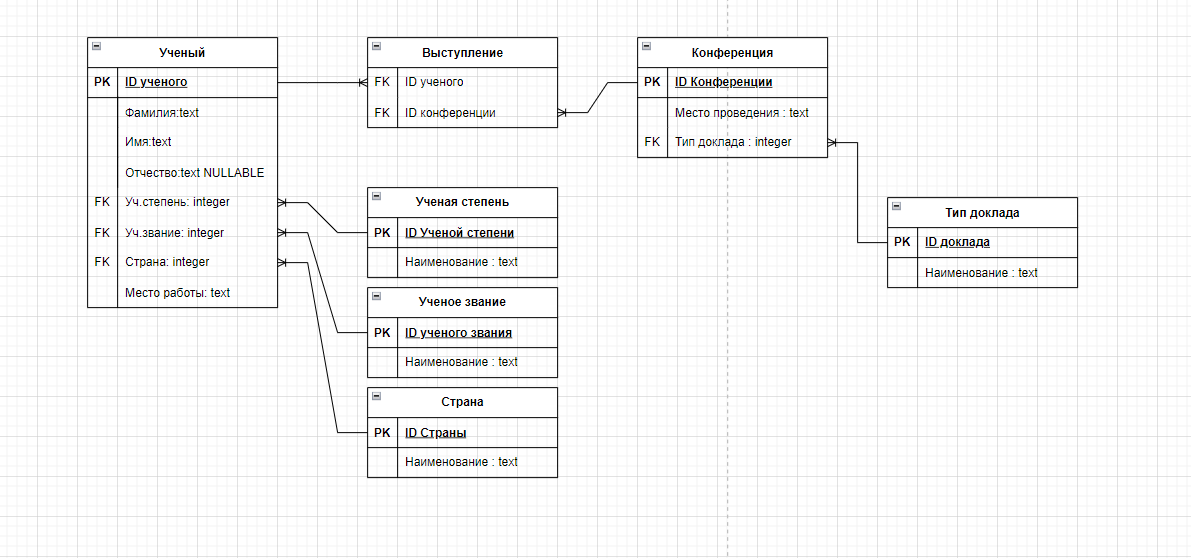 Ученый
PK ID ученого
Фамилия:text
Имя:text
Отчество:text NULLABLE
FK Уч.степень: integer
FK Уч.звание: integer
FK Страна: integer
Место работы: text
Выступление
FK ID ученого
FK ID конференции
Ученая степень
PK ID Ученой степени
Наименование : text
Ученое звание
PK ID ученого звания
Наименование : text
Страна
PK ID Страны
Наименование : text
Конференция
PK ID Конференции
Место проведения : text
FK Тип доклада : integer
Тип доклада
PK ID доклада
Наименование : text